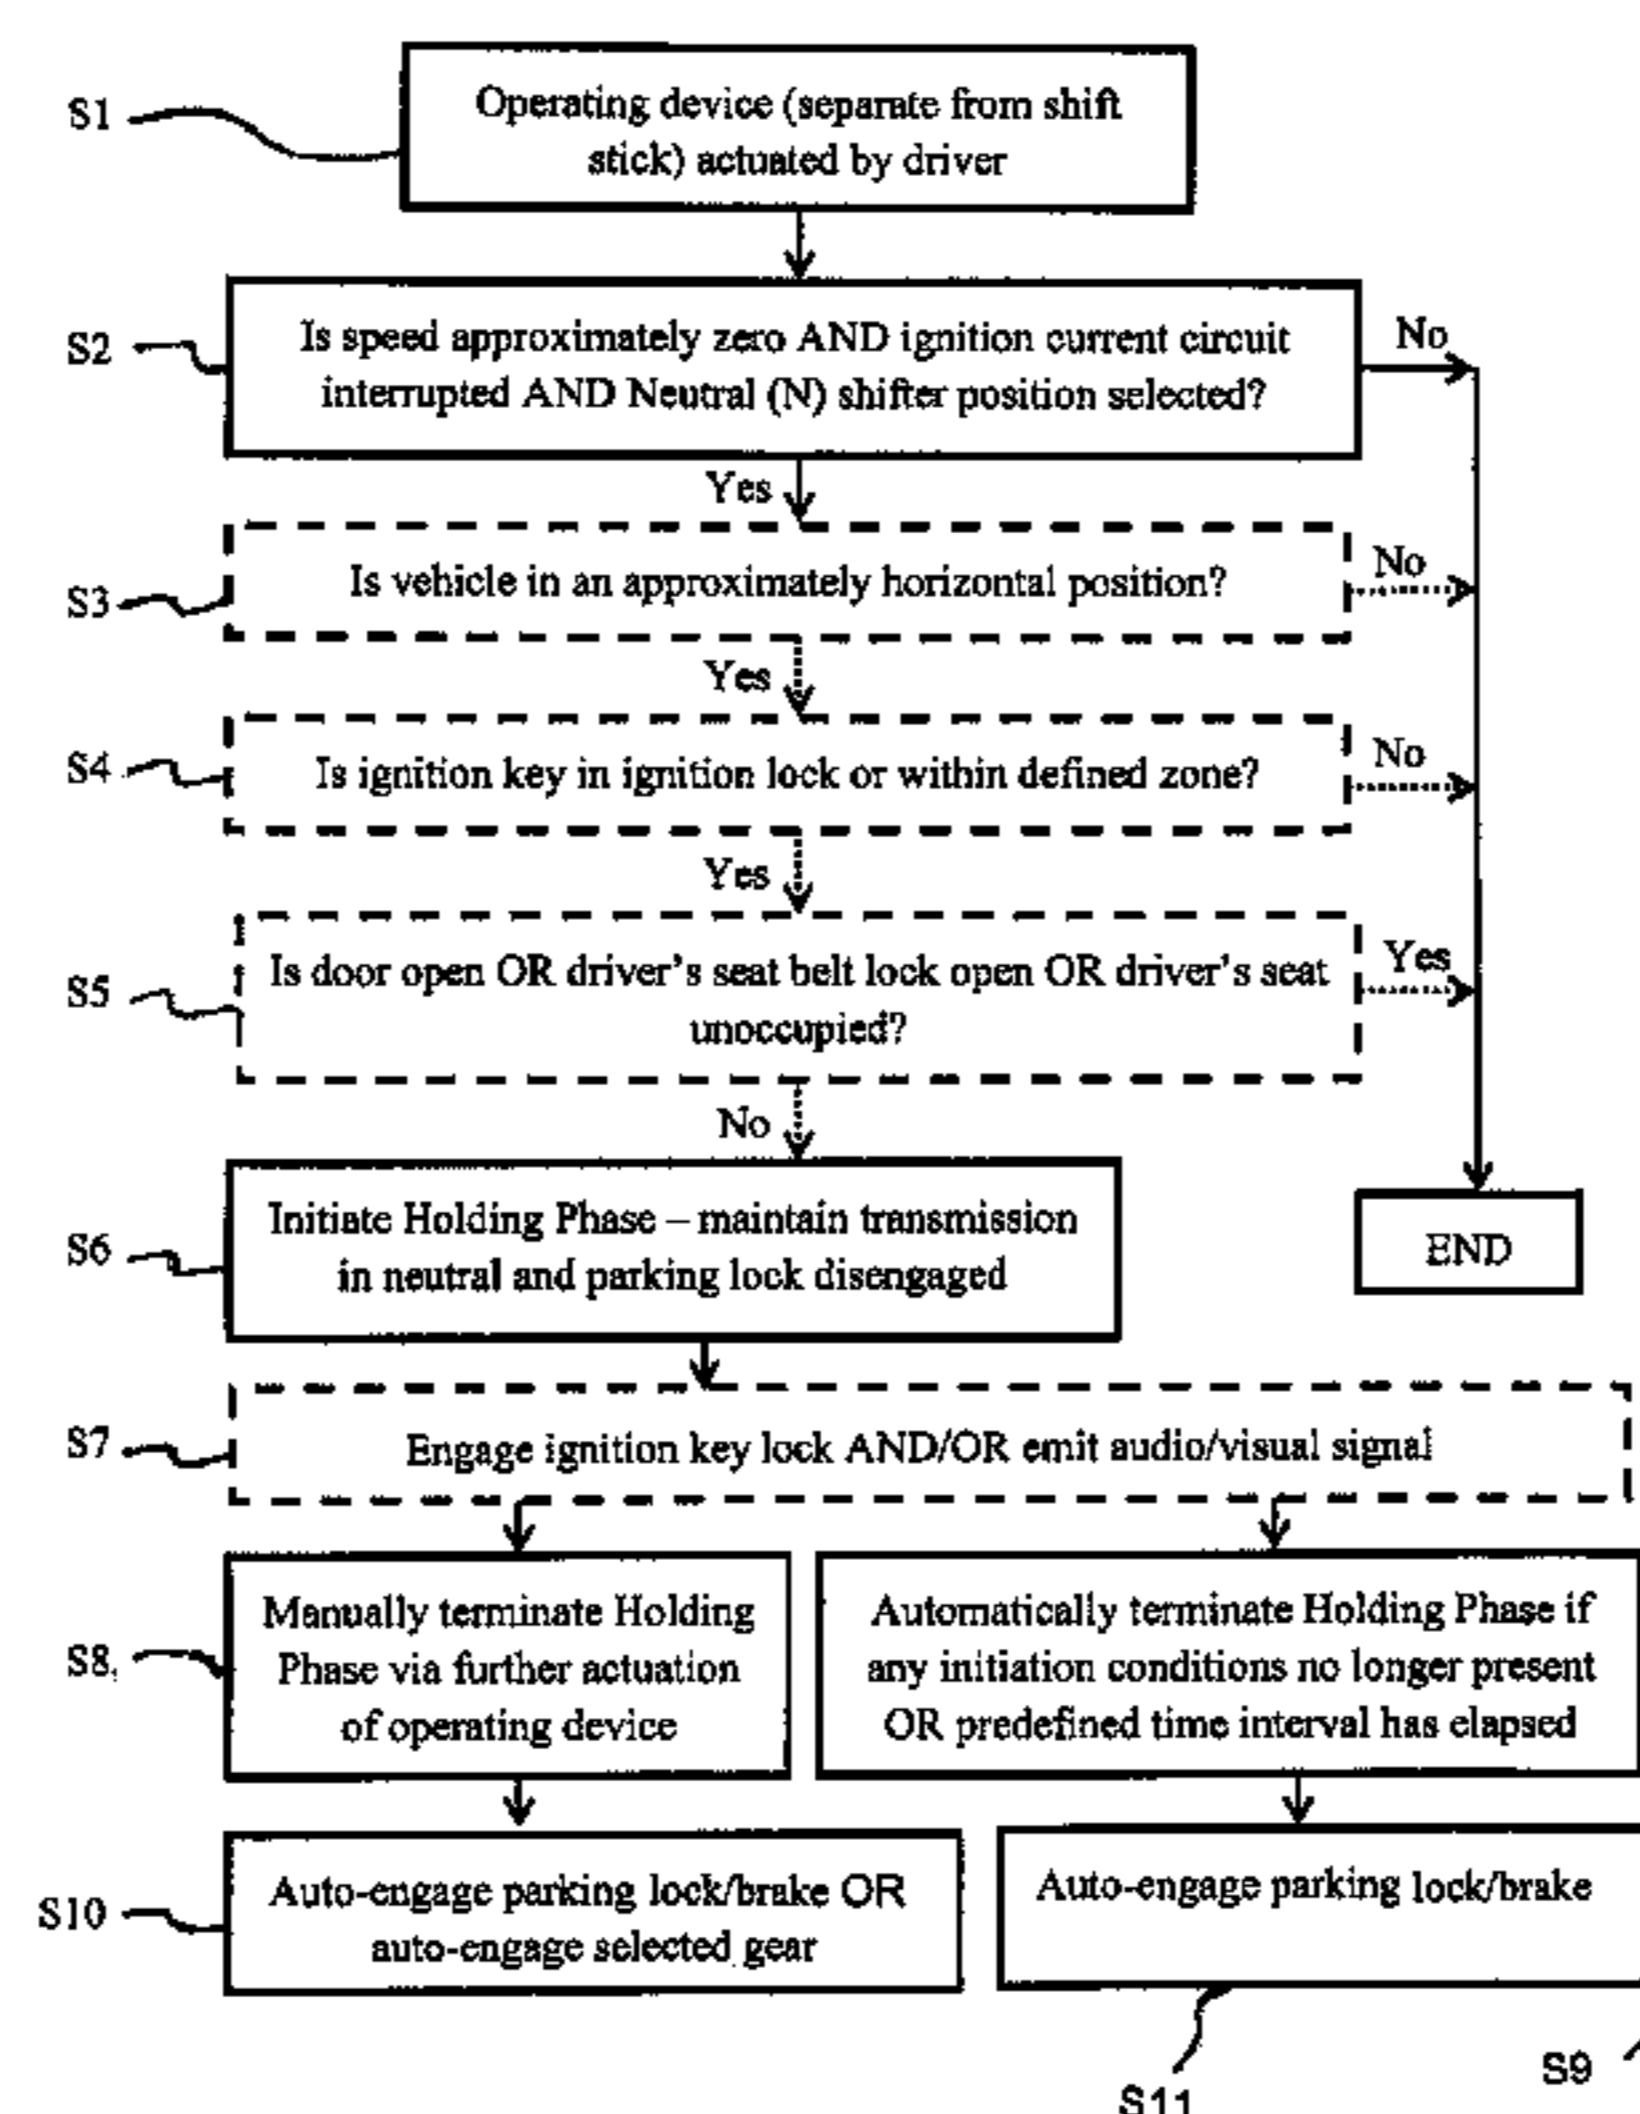 S1
Operating device (separate from shift
stick) actuated by driver
S2
Is speed approximately zero AND ignition current circuit
interrupted AND Neutral (N) shifter position selected?
No
Yes
S3
Is vehicle in an approximately horizontal position?
No
Yes
S4
Is ignition key in ignition lock or within defined zone?
No
Yes
S5
Is door open OR driver's seat belt lock open OR driver's seat
unoccupied?
Yes
No
S6
Initiate Holding Phase – maintain transmission
in neutral and parking lock disengaged
END
S7
Engage ignition key lock AND/OR emit audio/visual signal
S8
Manually terminate Holding
Phase via further actuation
of operating device
Automatically terminate Holding Phase if
any initiation conditions no longer present
OR predefined time interval has elapsed
S10
Auto-engage parking lock/brake OR
auto-engage selected gear
Auto-engage parking lock/brake
S9
S11